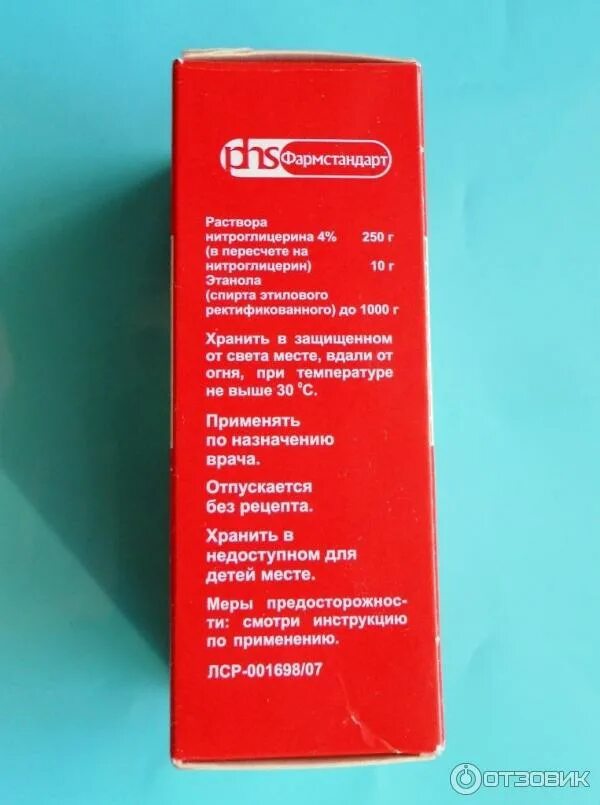 phs Фармстандарт
Раствора
нитроглицерина 4% 250 г
(в пересчете на
нитроглицерин) 10 г
Этанола
(спирта этилового
ректификованного) до 1000 г
Хранить в защищенном
от света месте, вдали от
огня, при температуре
не выше 30 °С.
Применять
по назначению
врача.
Отпускается
без рецепта.
Хранить в
недоступном для
детей месте.
Меры предосторожнос-
ти: смотри инструкцию
по применению.
ЛСР-001698/07
ОТЗОВИК